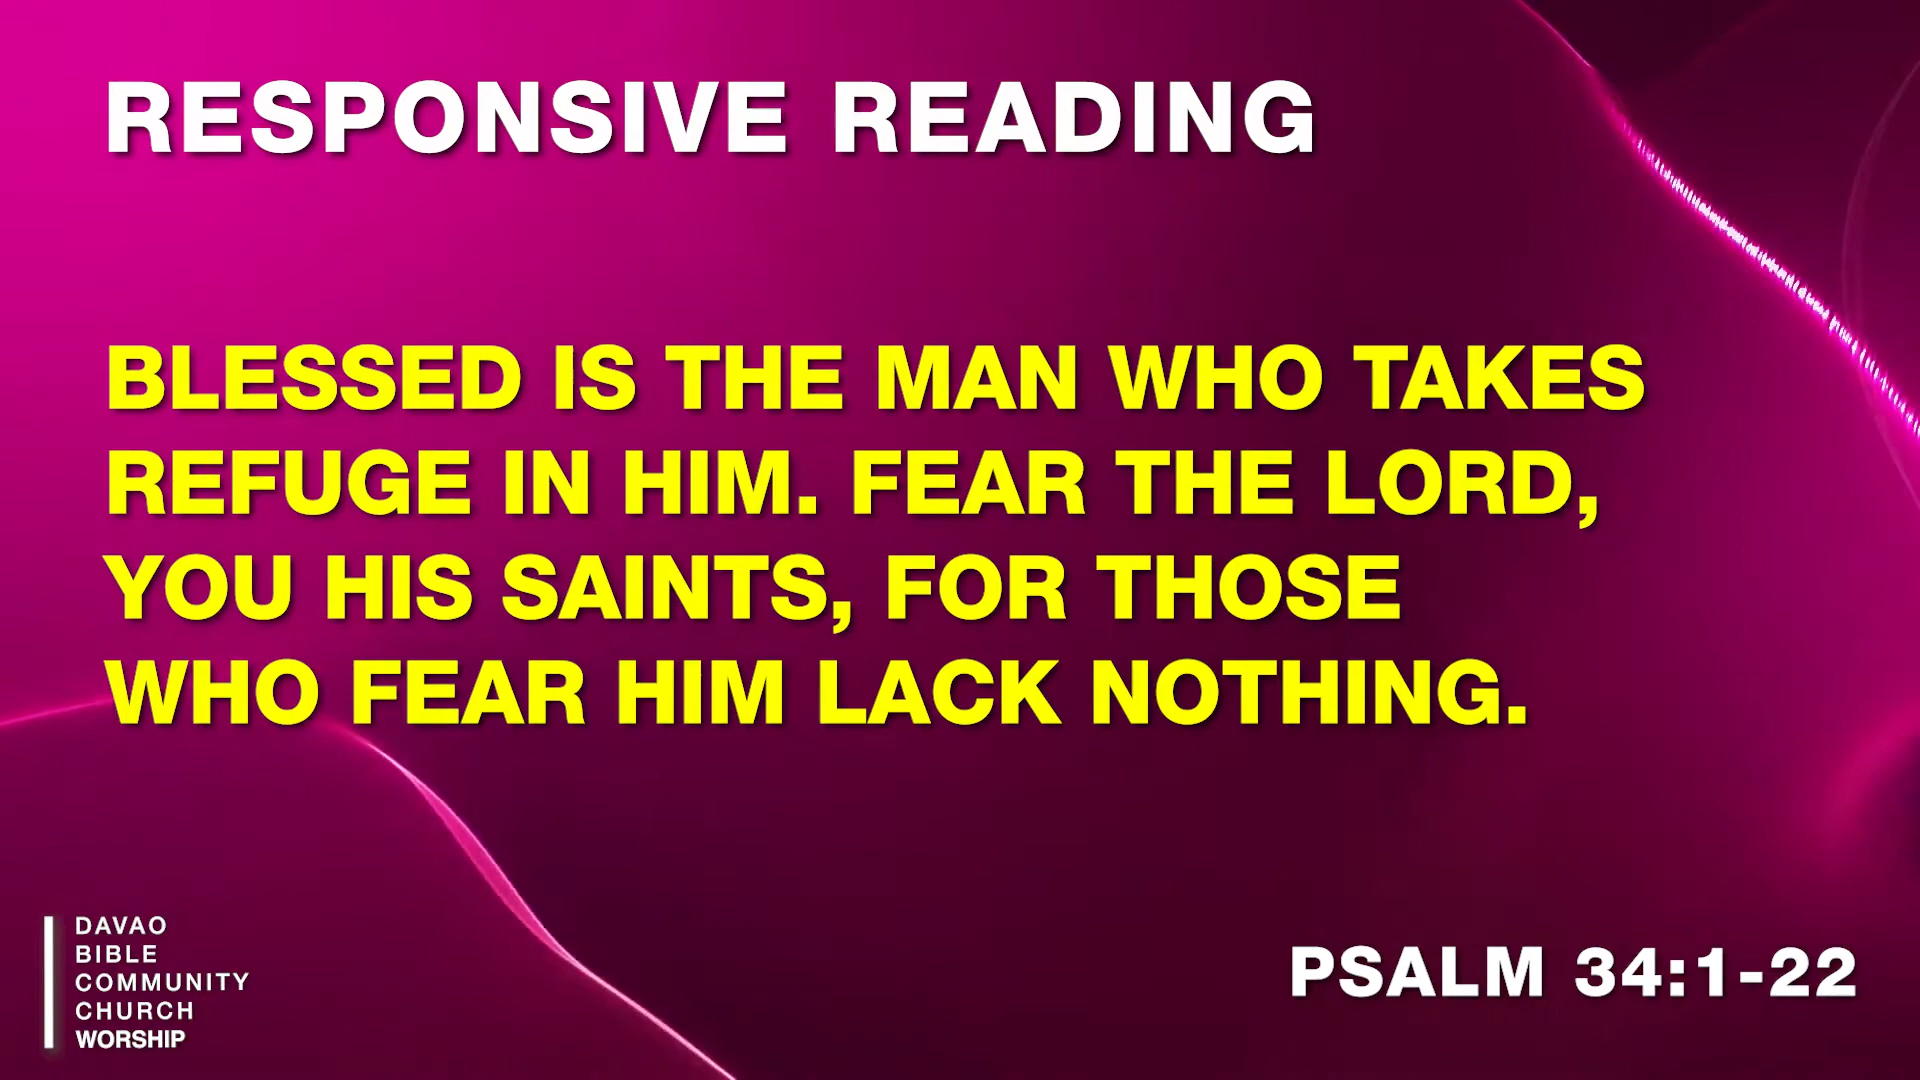 RESPONSIVE READING
BLESSED IS THE MAN WHO TAKES
REFUGE IN HIM. FEAR THE LORD,
YOU HIS SAINTS, FOR THOSE
WHO FEAR HIM LACK NOTHING.
DAVAO
BIBLE
COMMUNITY
CHURCH
WORSHIP
PSALM 34:1-22